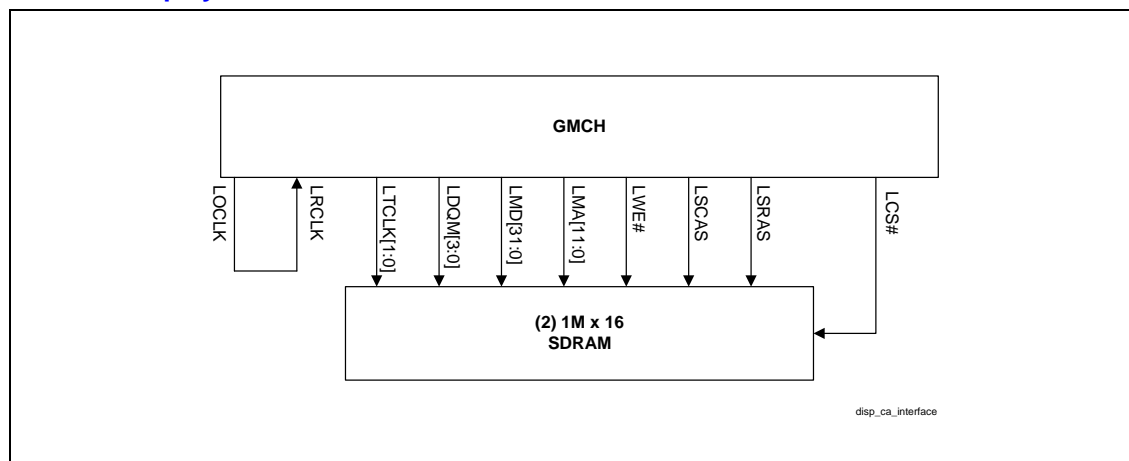 GMCH
LOCLK
LRCLK
LTCLK[1:0]
LDQM[3:0]
LMD[31:0]
LMA[11:0]
LWE#
LSCAS
LSRAS
LCS#
(2) 1M x 16
SDRAM
disp_ca_interface